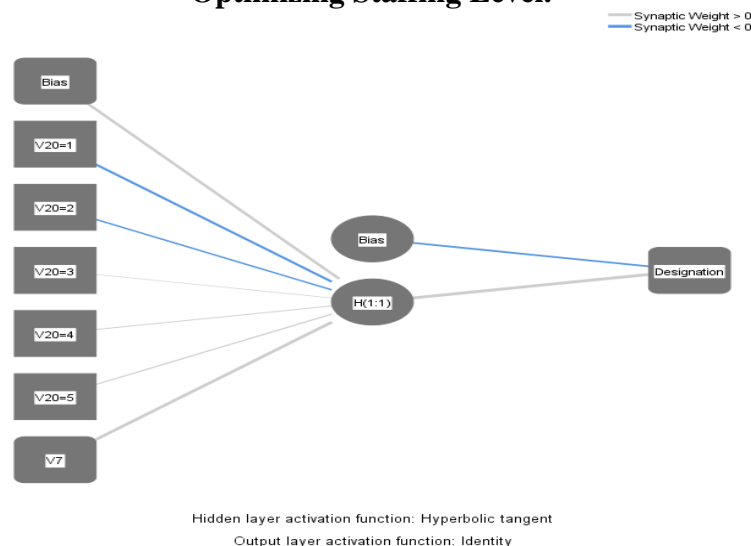 Optimizing Staffing Level.
Synaptic Weight > 0
Synaptic Weight < 0
Bias
V20=1
V20=2
V20=3
V20=4
V20=5
V7
Bias
H(1:1)
Designation
Hidden layer activation function: Hyperbolic tangent
Output layer activation function: Identity